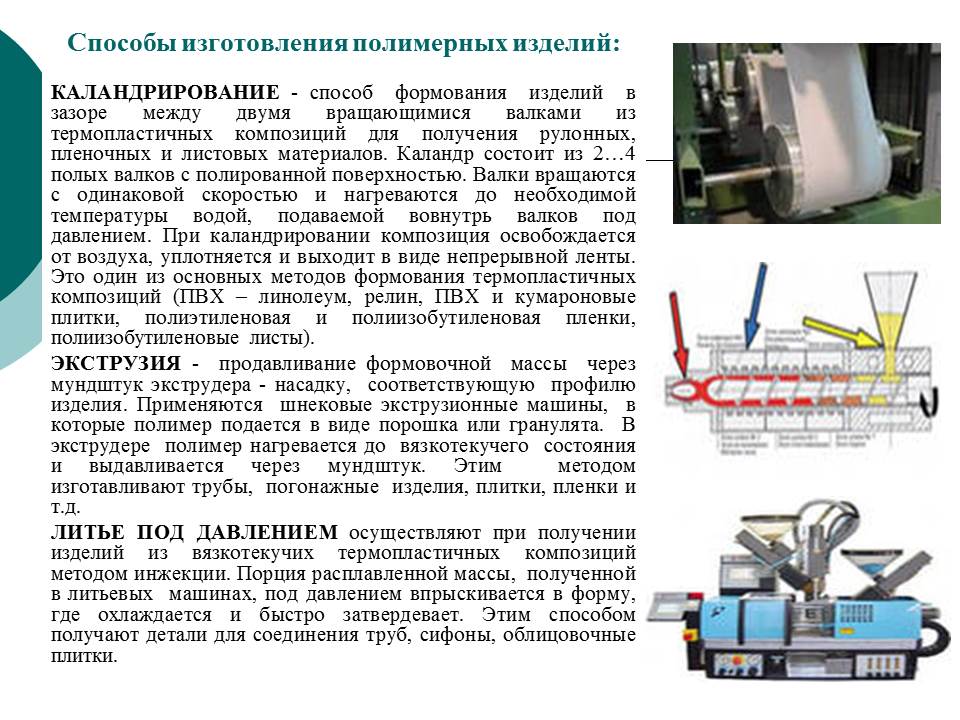 Способы изготовления полимерных изделий:
КАЛАНДРИРОВАНИЕ - способ формования изделий в
зазоре между двумя вращающимися валками из
термопластичных композиций для получения рулонных,
пленочных и листовых материалов. Каландр состоит из 2…4
полых валков с полированной поверхностью. Валки вращаются
с одинаковой скоростью и нагреваются до необходимой
температуры водой, подаваемой вовнутрь валков под
давлением. При каландрировании композиция освобождается
от воздуха, уплотняется и выходит в виде непрерывной ленты.
Это один из основных методов формования термопластичных
композиций (ПВХ – линолеум, релин, ПВХ и кумароновые
плитки, полиэтиленовая и полиизобутиленовая пленки,
полиизобутиленовые листы).
ЭКСТРУЗИЯ - продавливание формовочной массы через
мундштук экструдера - насадку, соответствующую профилю
изделия. Применяются шнековые экструзионные машины, в
которые полимер подается в виде порошка или гранулята. В
экструдере полимер нагревается до вязкотекучего состояния
и выдавливается через мундштук. Этим методом
изготавливают трубы, погонажные изделия, плитки, пленки и
т.д.
ЛИТЬЕ ПОД ДАВЛЕНИЕМ осуществляют при получении
изделий из вязкотекучих термопластичных композиций
методом инжекции. Порция расплавленной массы, полученной
в литьевых машинах, под давлением впрыскивается в форму,
где охлаждается и быстро затвердевает. Этим способом
получают детали для соединения труб, сифоны, облицовочные
плитки.